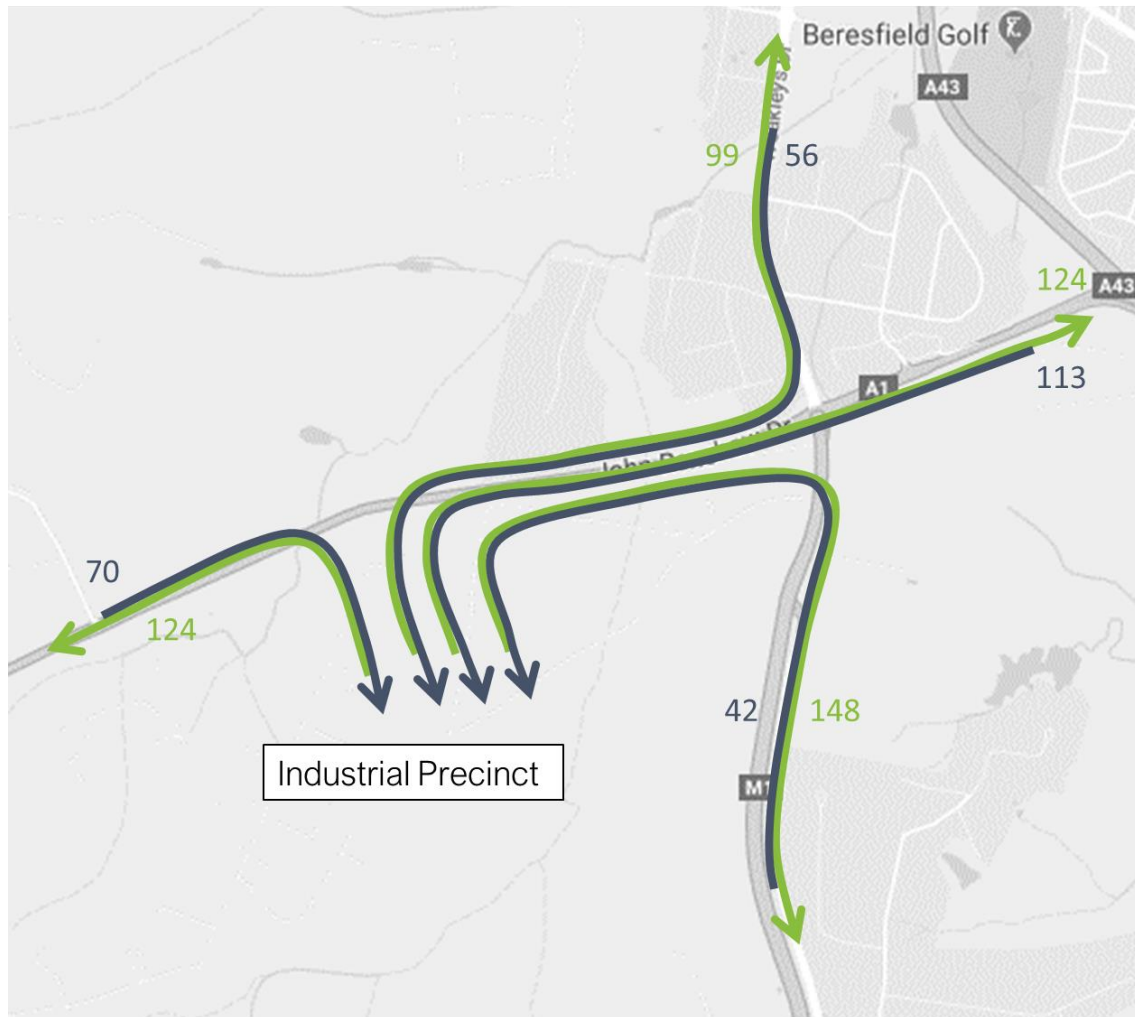 Beresfield Golf
A43
99
56
124
A43
113
A1
70
124
42
148
M1
Industrial Precinct